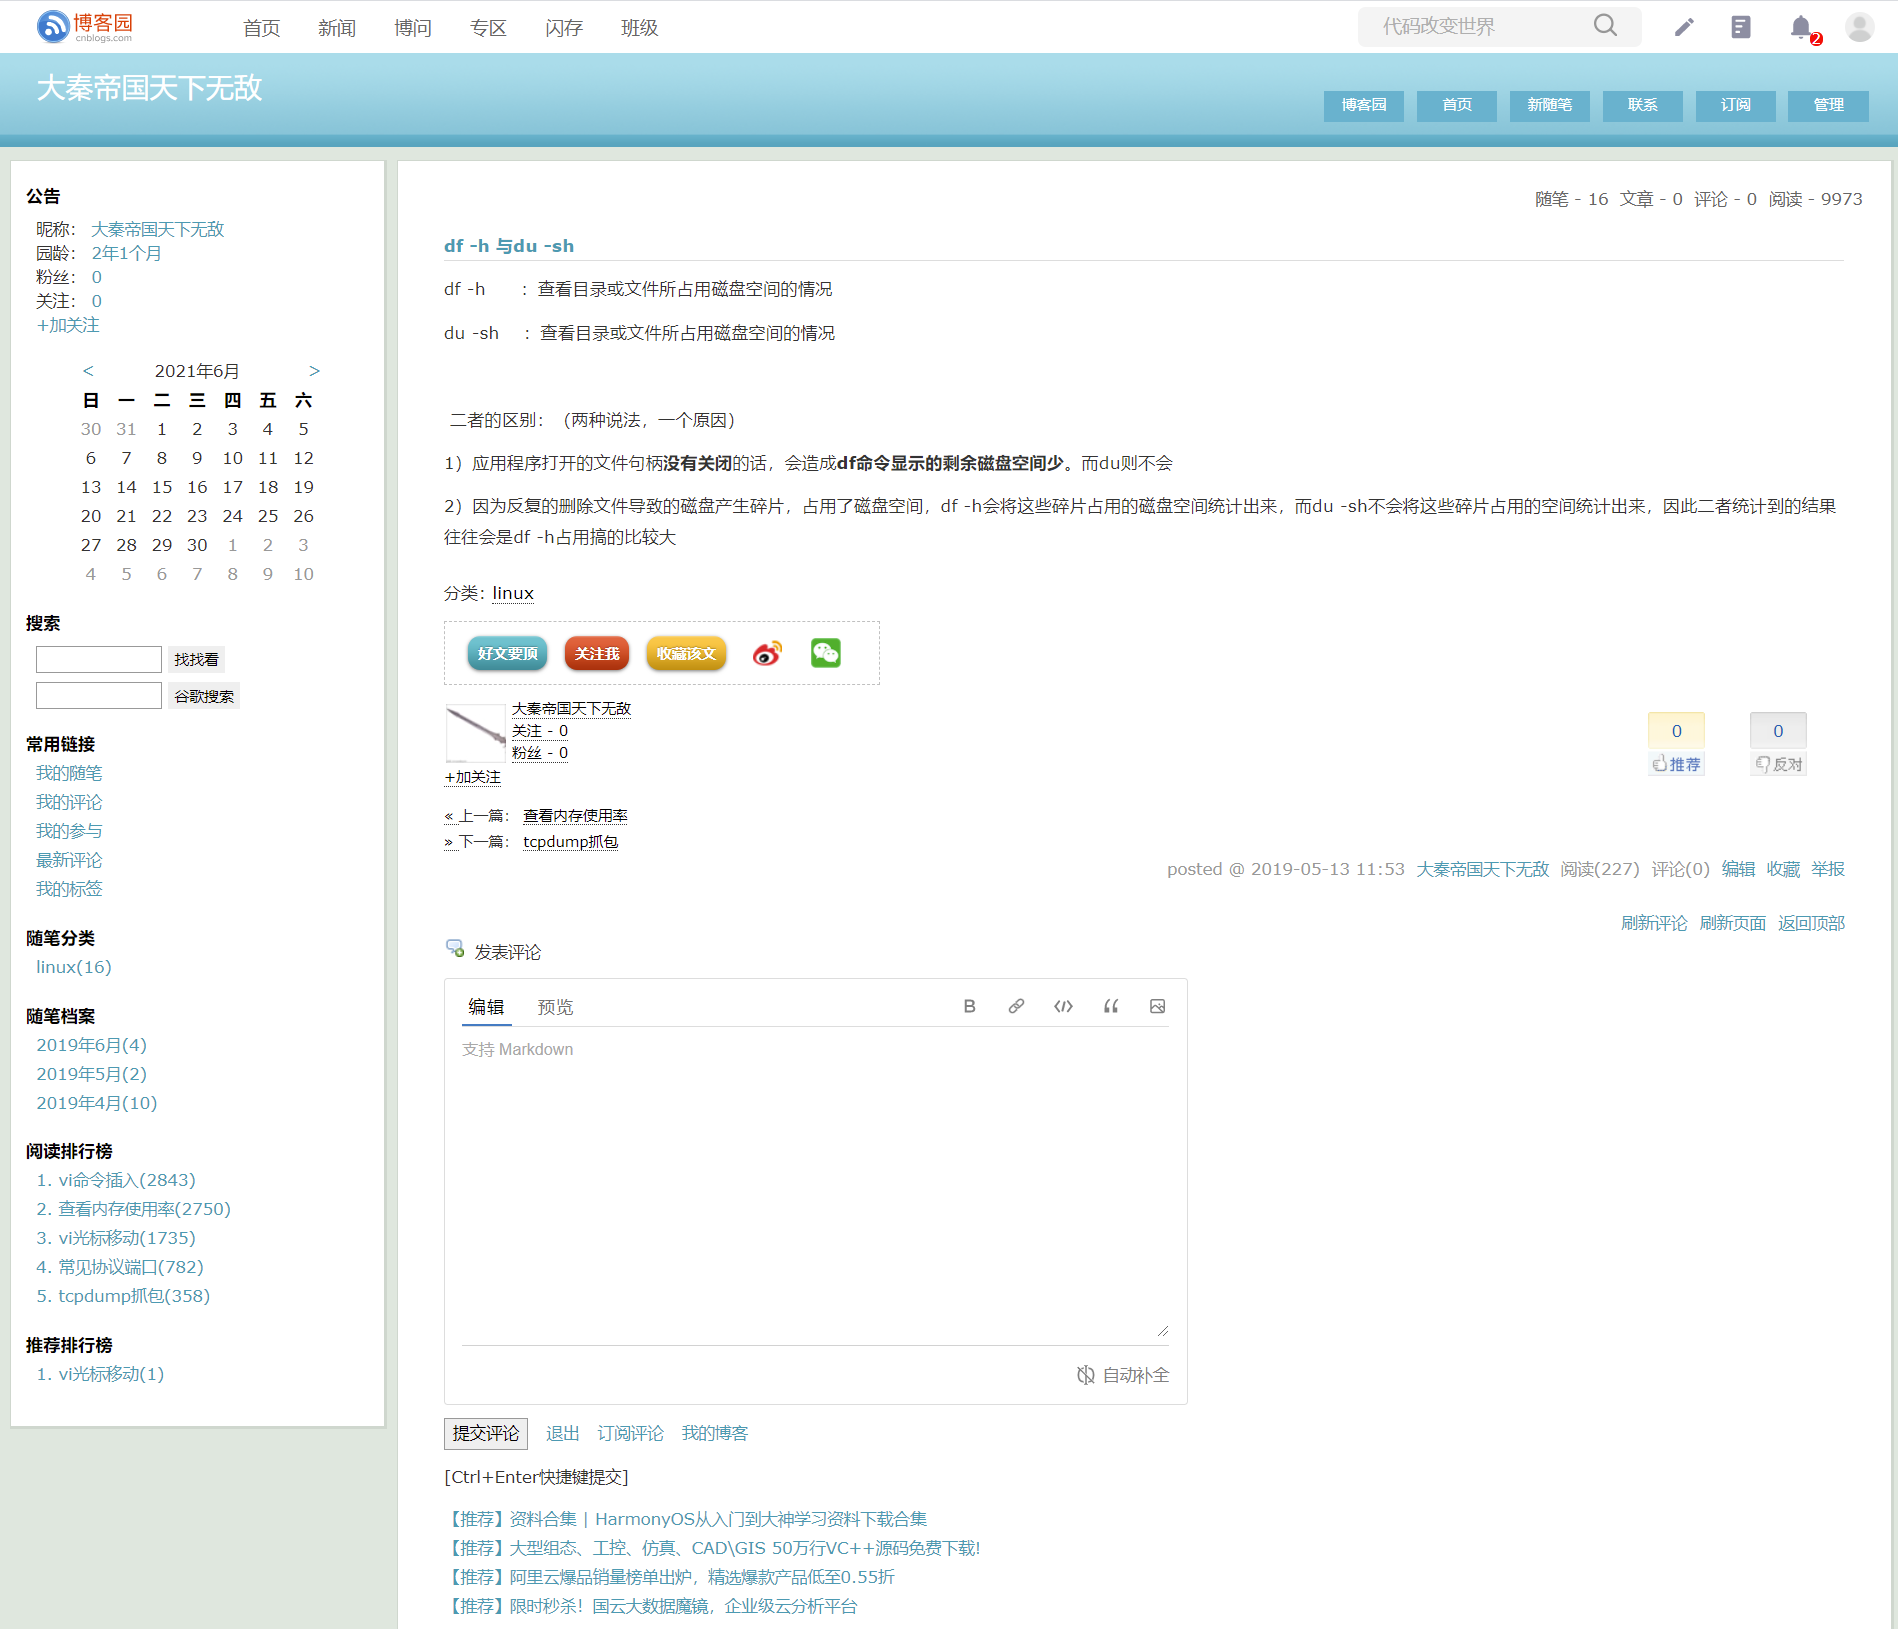 博客园
cnblogs.com
首页 新闻 博问 专区 闪存 班级
代码改变世界
2
大秦帝国天下无敌
博客园 首页 新随笔 联系 订阅 管理
公告
昵称： 大秦帝国天下无敌
园龄： 2年1个月
粉丝： 0
关注： 0
+加关注
< 2021年6月 >
日 一 二 三 四 五 六
30 31 1 2 3 4 5
6 7 8 9 10 11 12
13 14 15 16 17 18 19
20 21 22 23 24 25 26
27 28 29 30 1 2 3
4 5 6 7 8 9 10
搜索
找找看
谷歌搜索
常用链接
我的随笔
我的评论
我的参与
最新评论
我的标签
随笔分类
linux(16)
随笔档案
2019年6月(4)
2019年5月(2)
2019年4月(10)
阅读排行榜
1. vi命令插入(2843)
2. 查看内存使用率(2750)
3. vi光标移动(1735)
4. 常见协议端口(782)
5. tcpdump抓包(358)
推荐排行榜
1. vi光标移动(1)
随笔 - 16 文章 - 0 评论 - 0 阅读 - 9973
df -h 与du -sh
df -h ：查看目录或文件所占用磁盘空间的情况
du -sh ：查看目录或文件所占用磁盘空间的情况
二者的区别：（两种说法，一个原因）
1）应用程序打开的文件句柄没有关闭的话，会造成df命令显示的剩余磁盘空间少。而du则不会
2）因为反复的删除文件导致的磁盘产生碎片，占用了磁盘空间，df -h会将这些碎片占用的磁盘空间统计出来，而du -sh不会将这些碎片占用的空间统计出来，因此二者统计到的结果
往往会是df -h占用搞的比较大
分类：linux
好文要顶 关注我 收藏该文
大秦帝国天下无敌
关注 - 0
粉丝 - 0
+加关注
0 0
推荐 反对
« 上一篇： 查看内存使用率
» 下一篇： tcpdump抓包
posted @ 2019-05-13 11:53 大秦帝国天下无敌 阅读(227) 评论(0) 编辑 收藏 举报
刷新评论 刷新页面 返回顶部
发表评论
编辑 预览 B
支持 Markdown
自动补全
提交评论 退出 订阅评论 我的博客
[Ctrl+Enter快捷键提交]
【推荐】资料合集 | HarmonyOS从入门到大神学习资料下载合集
【推荐】大型组态、工控、仿真、CAD\GIS 50万行VC++源码免费下载!
【推荐】阿里云爆品销量榜单出炉，精选爆款产品低至0.55折
【推荐】限时秒杀！国云大数据魔镜，企业级云分析平台